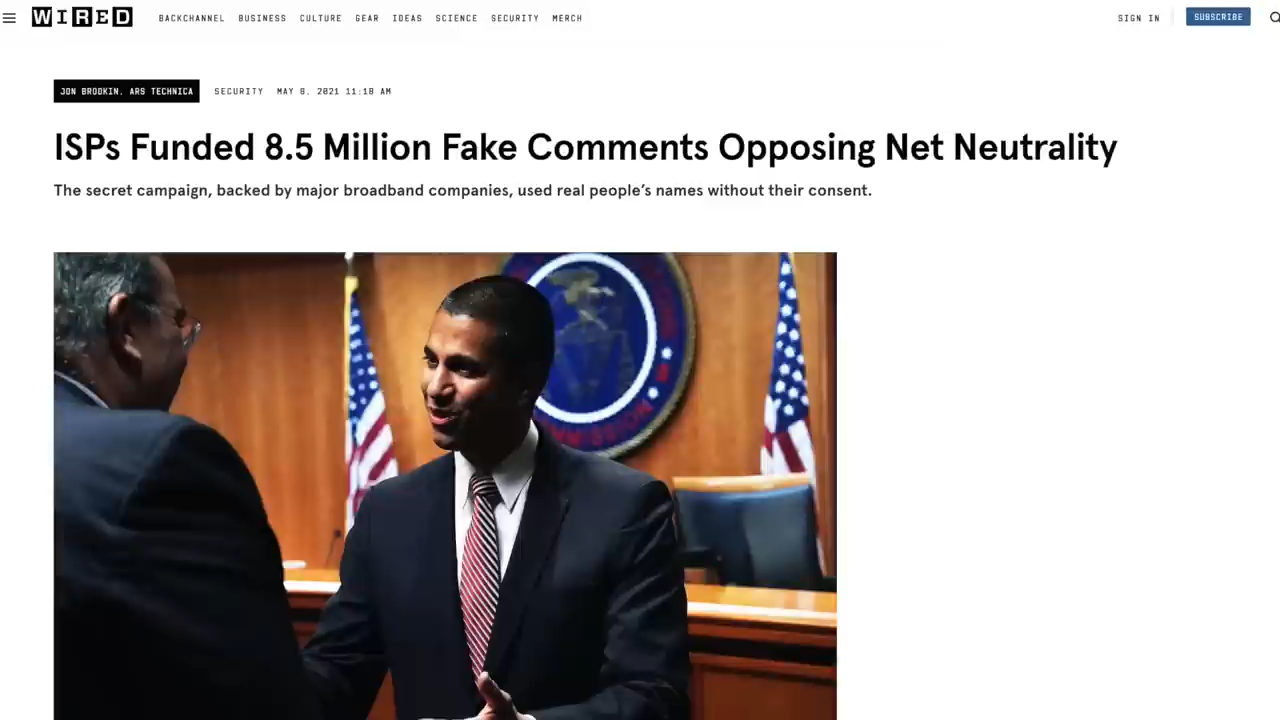 WIRED BACKCHANNEL BUSINESS CULTURE GEAR IDEAS SCIENCE SECURITY MERCH SIGN IN SUBSCRIBE
JON BRODKIN, ARS TECHNICA SECURITY MAY 8, 2021 11:18 AM
ISPs Funded 8.5 Million Fake Comments Opposing Net Neutrality
The secret campaign, backed by major broadband companies, used real people’s names without their consent.